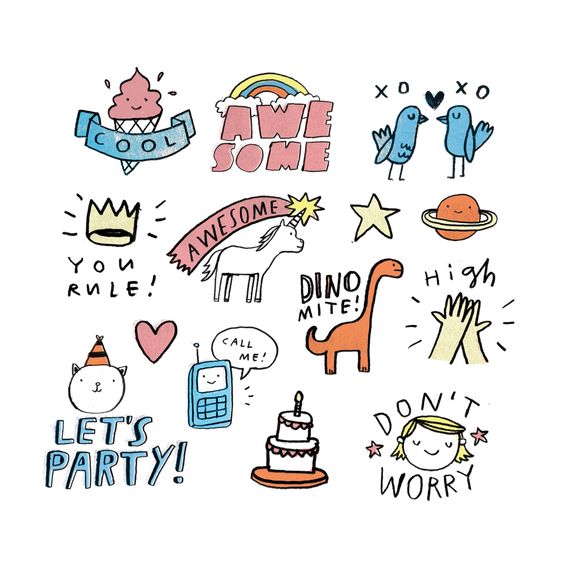 COOL
AWE
SOME
XO XO
YOU
RULE!
AWESOME
DINO
MITE!
High
CALL
ME!
LET'S
PARTY!
DON'T
WORRY